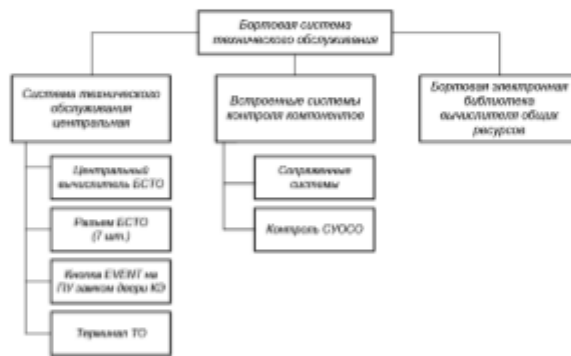 Бортовая система
технического обслуживания
Система технического
обслуживания
центральная
Встроенные системы
контроля компонентов
Бортовая электронная
библиотека
вычислителя общих
ресурсов
Центральный
вычислитель БСТО
Разъем БСТО
(7 шт.)
Кнопка EVENT на
ПУ замком двери КЭ
Терминал ТО
Сопряженные
системы
Контроль СУОСО